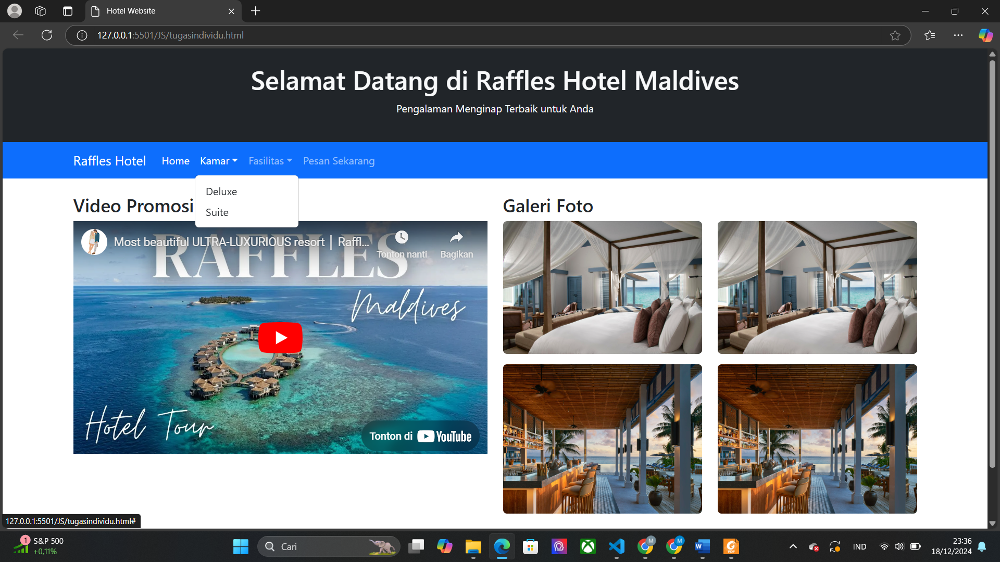 Hotel Website
127.0.0.1:5501/JS/tugasindividu.html
Selamat Datang di Raffles Hotel Maldives
Pengalaman Menginap Terbaik untuk Anda
Raffles Hotel Home Kamar Fasilitas Pesan Sekarang
Deluxe
Suite
Video Promosi
Galeri Foto
Most beautiful ULTRA-LUXURIOUS resort | Raffl...
Tonton nanti
Bagikan
RAFFLES
Maldives
Hotel Tour
Tonton di YouTube
127.0.0.1:5501/JS/tugasindividu.html#
1
S&P 500
+0,11%
Cari
M
M
W
PDF
IND
23:36
18/12/2024